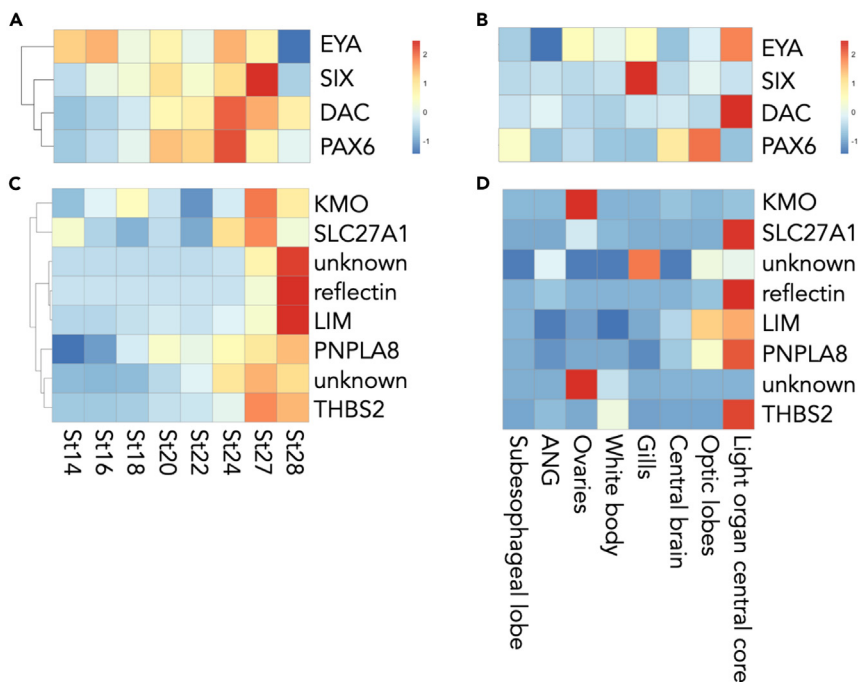 A
EYA
SIX
DAC
PAX6
2
1
0
-1
B
EYA
SIX
DAC
PAX6
2
1
0
-1
C
KMO
SLC27A1
unknown
reflectin
LIM
PNPLA8
unknown
THBS2
St14
St16
St18
St20
St22
St24
St27
St28
D
KMO
SLC27A1
unknown
reflectin
LIM
PNPLA8
unknown
THBS2
Subesophageal lobe
ANG
Ovaries
White body
Gills
Central brain
Optic lobes
Light organ central core